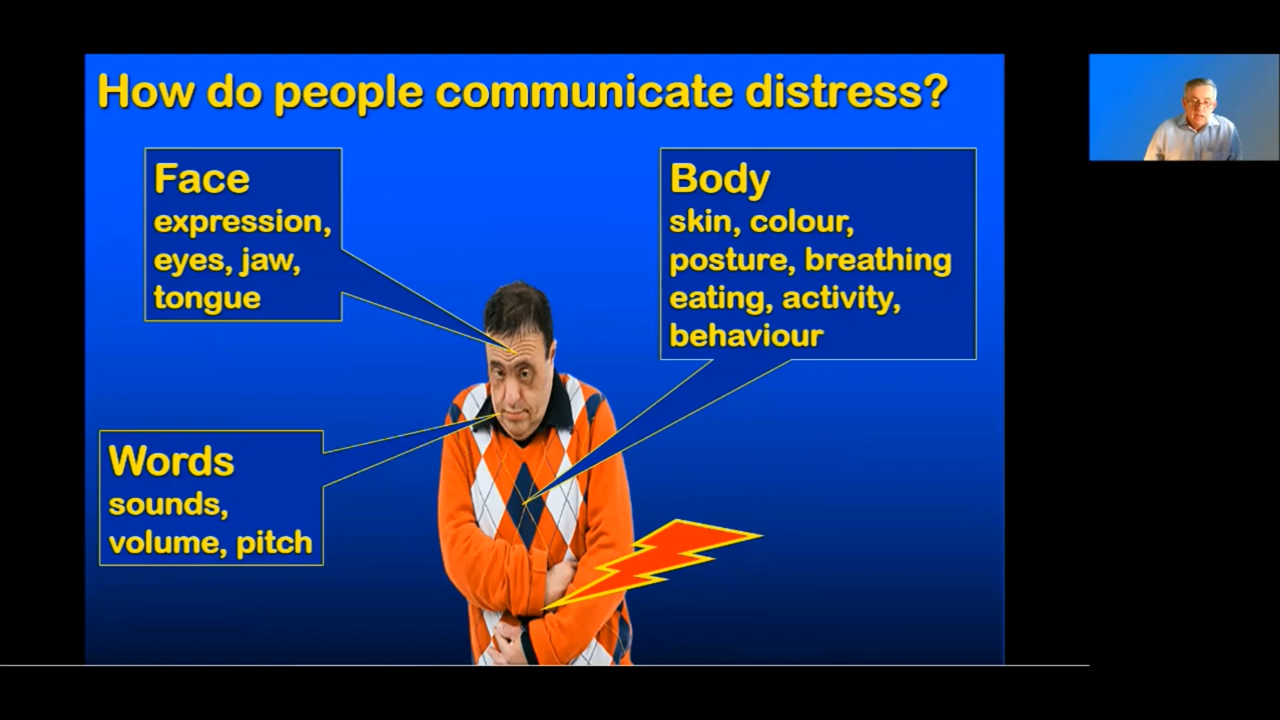 How do people communicate distress?
Face
expression,
eyes, jaw,
tongue
Body
skin, colour,
posture, breathing
eating, activity,
behaviour
Words
sounds,
volume, pitch